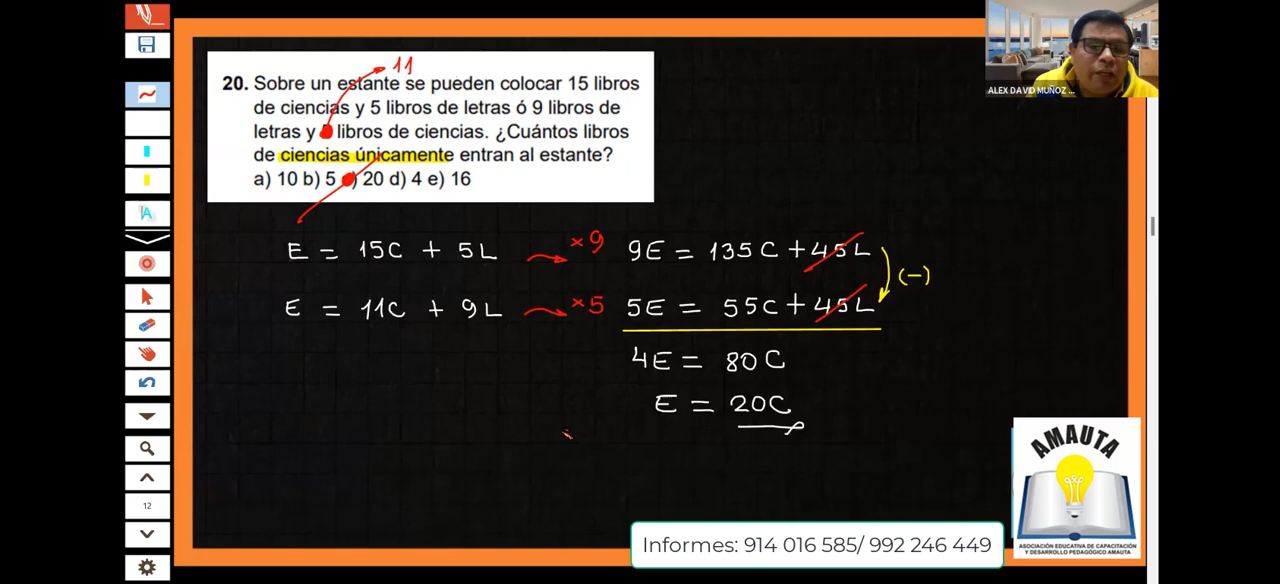 11
20. Sobre un estante se pueden colocar 15 libros
de ciencias y 5 libros de letras ó 9 libros de
letras y libros de ciencias. ¿Cuántos libros
de ciencias únicamente entran al estante?
a) 10 b) 5 20 d) 4 e) 16
E = 15C + 5L ×9 9E = 135C + 45L (-)
E = 11C + 9L ×5 5E = 55C + 45L
4E = 80C
E = 20C
ALEX DAVID MUÑOZ ...
12
AMAUTA
ASOCIACIÓN EDUCATIVA DE CAPACITACIÓN
Y DESARROLLO PEDAGÓGICO AMAUTA
Informes: 914 016 585/ 992 246 449